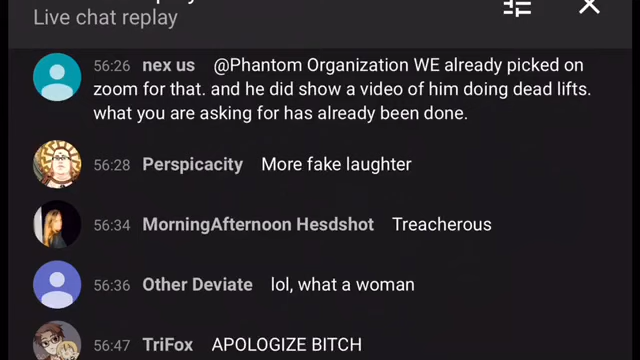 Live chat replay
56:26 nex us @Phantom Organization WE already picked on
zoom for that. and he did show a video of him doing dead lifts.
what you are asking for has already been done.
56:28 Perspicacity More fake laughter
56:34 MorningAfternoon Hesdshot Treacherous
56:36 Other Deviate lol, what a woman
56:47 TriFox APOLOGIZE BITCH